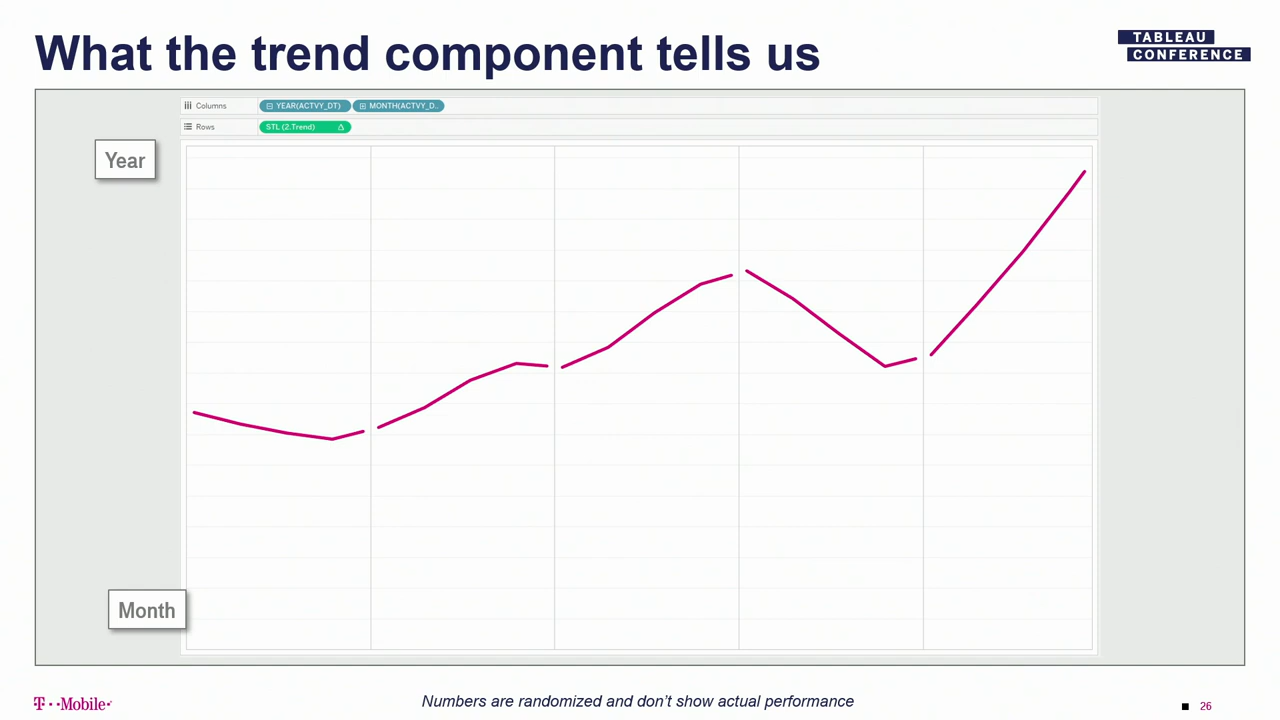 What the trend component tells us
TABLEAU
CONFERENCE
Columns
YEAR(ACTVY_DT)
MONTH(ACTVY_D..
Rows
STL (2.Trend)
Year
Month
T··Mobile·
Numbers are randomized and don't show actual performance
26